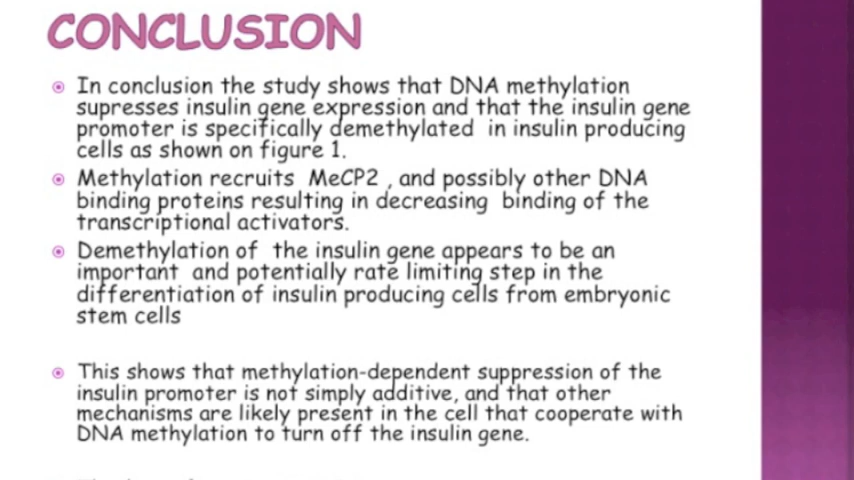 CONCLUSION
In conclusion the study shows that DNA methylation
supresses insulin gene expression and that the insulin gene
promoter is specifically demethylated in insulin producing
cells as shown on figure 1.
Methylation recruits MeCP2 , and possibly other DNA
binding proteins resulting in decreasing binding of the
transcriptional activators.
Demethylation of the insulin gene appears to be an
important and potentially rate limiting step in the
differentiation of insulin producing cells from embryonic
stem cells
This shows that methylation-dependent suppression of the
insulin promoter is not simply additive, and that other
mechanisms are likely present in the cell that cooperate with
DNA methylation to turn off the insulin gene.